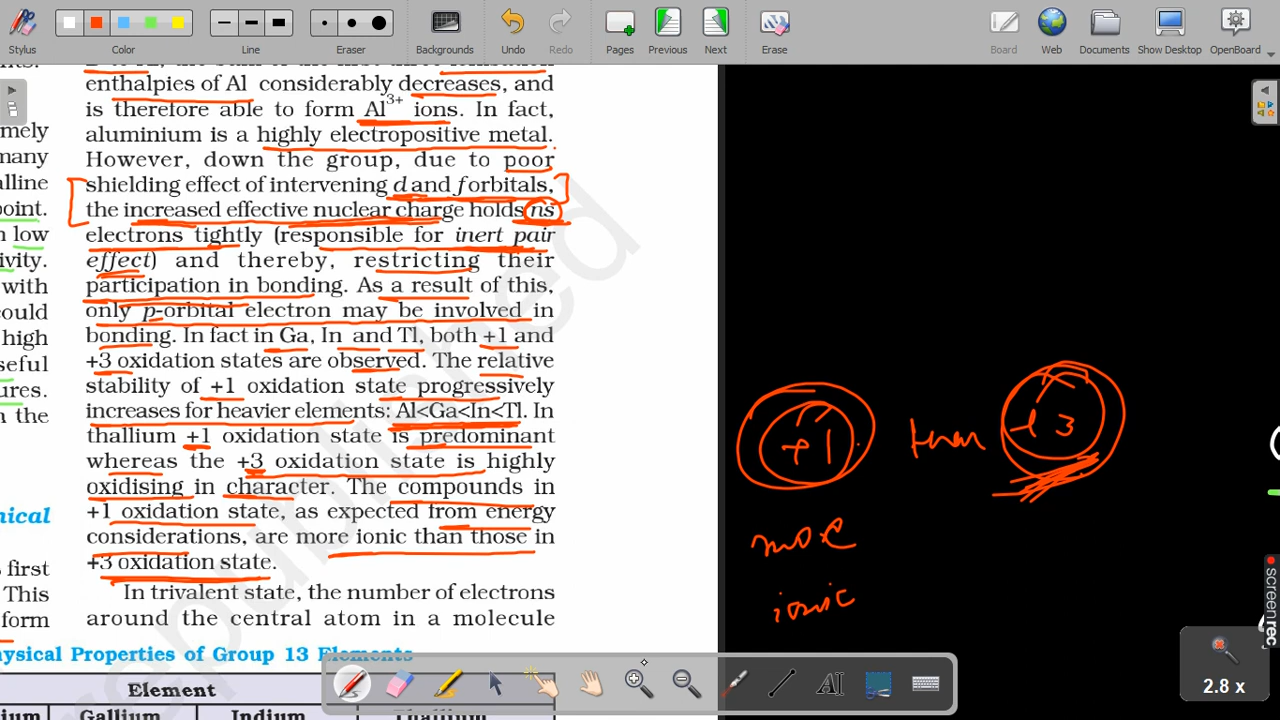 Stylus
Color
Line
Eraser
Backgrounds
Undo
Redo
Pages
Previous
Next
Erase
Board
Web
Documents
Show Desktop
OpenBoard
enthalpies of Al considerably decreases, and
is therefore able to form Al3+ ions. In fact,
aluminium is a highly electropositive metal.
However, down the group, due to poor
shielding effect of intervening d and f orbitals,
the increased effective nuclear charge holds ns
electrons tightly (responsible for inert pair
effect) and thereby, restricting their
participation in bonding. As a result of this,
only p-orbital electron may be involved in
bonding. In fact in Ga, In and Tl, both +1 and
+3 oxidation states are observed. The relative
stability of +1 oxidation state progressively
increases for heavier elements: Al<Ga<In<Tl. In
thallium +1 oxidation state is predominant
whereas the +3 oxidation state is highly
oxidising in character. The compounds in
+1 oxidation state, as expected from energy
considerations, are more ionic than those in
+3 oxidation state.
In trivalent state, the number of electrons
around the central atom in a molecule
many
point.
low
with
high
the
first
This
form
Properties of Group 13 Elements
Element
Gallium
Indium
Thallium
republished
+1 than +3
ionic
screenrec
2.8 x